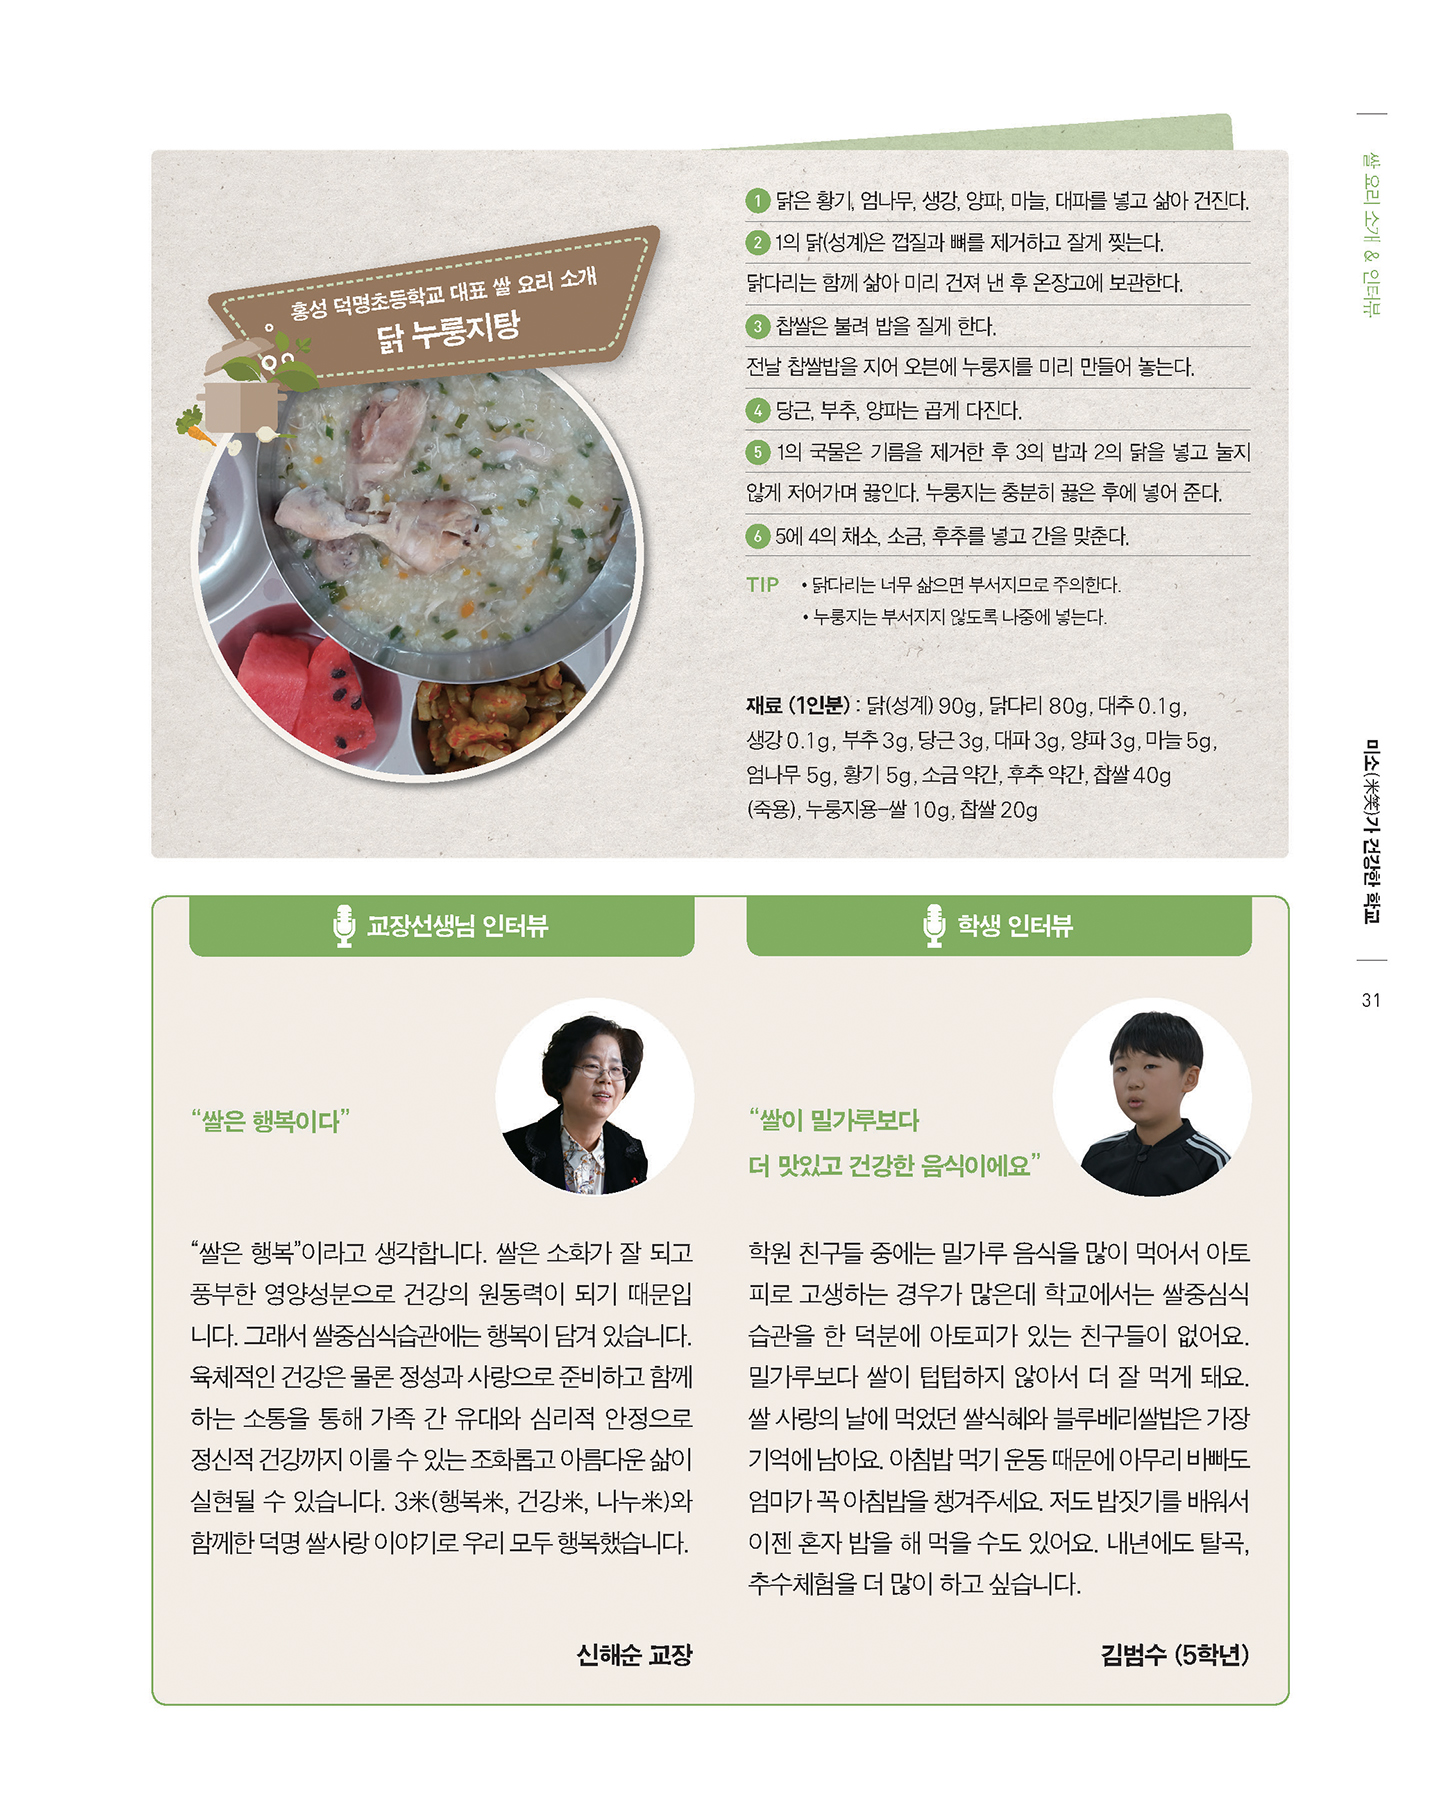 쌀 요리 소개 & 인터뷰
홍성 덕명초등학교 대표 쌀 요리 소개
닭 누룽지탕
1 닭은 황기, 엄나무, 생강, 양파, 마늘, 대파를 넣고 삶아 건진다.
2 1의 닭(성계)은 껍질과 뼈를 제거하고 잘게 찢는다.
닭다리는 함께 삶아 미리 건져 낸 후 온장고에 보관한다.
3 찹쌀은 불려 밥을 질게 한다.
전날 찹쌀밥을 지어 오븐에 누룽지를 미리 만들어 놓는다.
4 당근, 부추, 양파는 곱게 다진다.
5 1의 국물은 기름을 제거한 후 3의 밥과 2의 닭을 넣고 눌지
않게 저어가며 끓인다. 누룽지는 충분히 끓은 후에 넣어 준다.
6 5에 4의 채소, 소금, 후추를 넣고 간을 맞춘다.
TIP • 닭다리는 너무 삶으면 부서지므로 주의한다.
• 누룽지는 부서지지 않도록 나중에 넣는다.
재료 (1인분) : 닭(성계) 90g, 닭다리 80g, 대추 0.1g,
생강 0.1g, 부추 3g, 당근 3g, 대파 3g, 양파 3g, 마늘 5g,
엄나무 5g, 황기 5g, 소금 약간, 후추 약간, 찹쌀 40g
(죽용), 누룽지용-쌀 10g, 찹쌀 20g
미소(米笑)가 건강한 학교
31
교장선생님 인터뷰
“쌀은 행복이다”
“쌀은 행복”이라고 생각합니다. 쌀은 소화가 잘 되고
풍부한 영양성분으로 건강의 원동력이 되기 때문입
니다. 그래서 쌀중심식습관에는 행복이 담겨 있습니다.
육체적인 건강은 물론 정성과 사랑으로 준비하고 함께
하는 소통을 통해 가족 간 유대와 심리적 안정으로
정신적 건강까지 이룰 수 있는 조화롭고 아름다운 삶이
실현될 수 있습니다. 3米(행복米, 건강米, 나누米)와
함께한 덕명 쌀사랑 이야기로 우리 모두 행복했습니다.
신해순 교장
학생 인터뷰
“쌀이 밀가루보다
더 맛있고 건강한 음식이에요”
학원 친구들 중에는 밀가루 음식을 많이 먹어서 아토
피로 고생하는 경우가 많은데 학교에서는 쌀중심식
습관을 한 덕분에 아토피가 있는 친구들이 없어요.
밀가루보다 쌀이 텁텁하지 않아서 더 잘 먹게 돼요.
쌀 사랑의 날에 먹었던 쌀식혜와 블루베리쌀밥은 가장
기억에 남아요. 아침밥 먹기 운동 때문에 아무리 바빠도
엄마가 꼭 아침밥을 챙겨주세요. 저도 밥짓기를 배워서
이젠 혼자 밥을 해 먹을 수도 있어요. 내년에도 탈곡,
추수체험을 더 많이 하고 싶습니다.
김범수 (5학년)